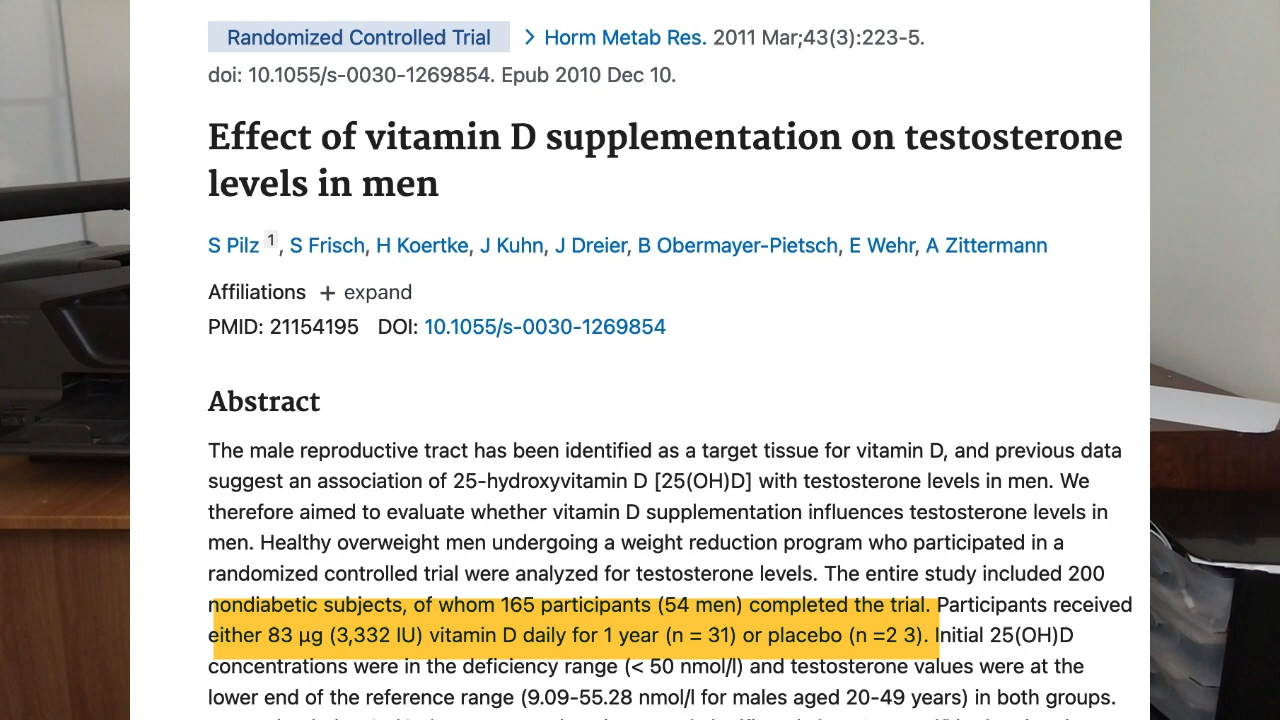 Randomized Controlled Trial > Horm Metab Res. 2011 Mar;43(3):223-5.
doi: 10.1055/s-0030-1269854. Epub 2010 Dec 10.
Effect of vitamin D supplementation on testosterone
levels in men
S Pilz 1, S Frisch, H Koertke, J Kuhn, J Dreier, B Obermayer-Pietsch, E Wehr, A Zittermann
Affiliations + expand
PMID: 21154195 DOI: 10.1055/s-0030-1269854
Abstract
The male reproductive tract has been identified as a target tissue for vitamin D, and previous data
suggest an association of 25-hydroxyvitamin D [25(OH)D] with testosterone levels in men. We
therefore aimed to evaluate whether vitamin D supplementation influences testosterone levels in
men. Healthy overweight men undergoing a weight reduction program who participated in a
randomized controlled trial were analyzed for testosterone levels. The entire study included 200
nondiabetic subjects, of whom 165 participants (54 men) completed the trial. Participants received
either 83 μg (3,332 IU) vitamin D daily for 1 year (n = 31) or placebo (n =2 3). Initial 25(OH)D
concentrations were in the deficiency range (< 50 nmol/l) and testosterone values were at the
lower end of the reference range (9.09-55.28 nmol/l for males aged 20-49 years) in both groups.